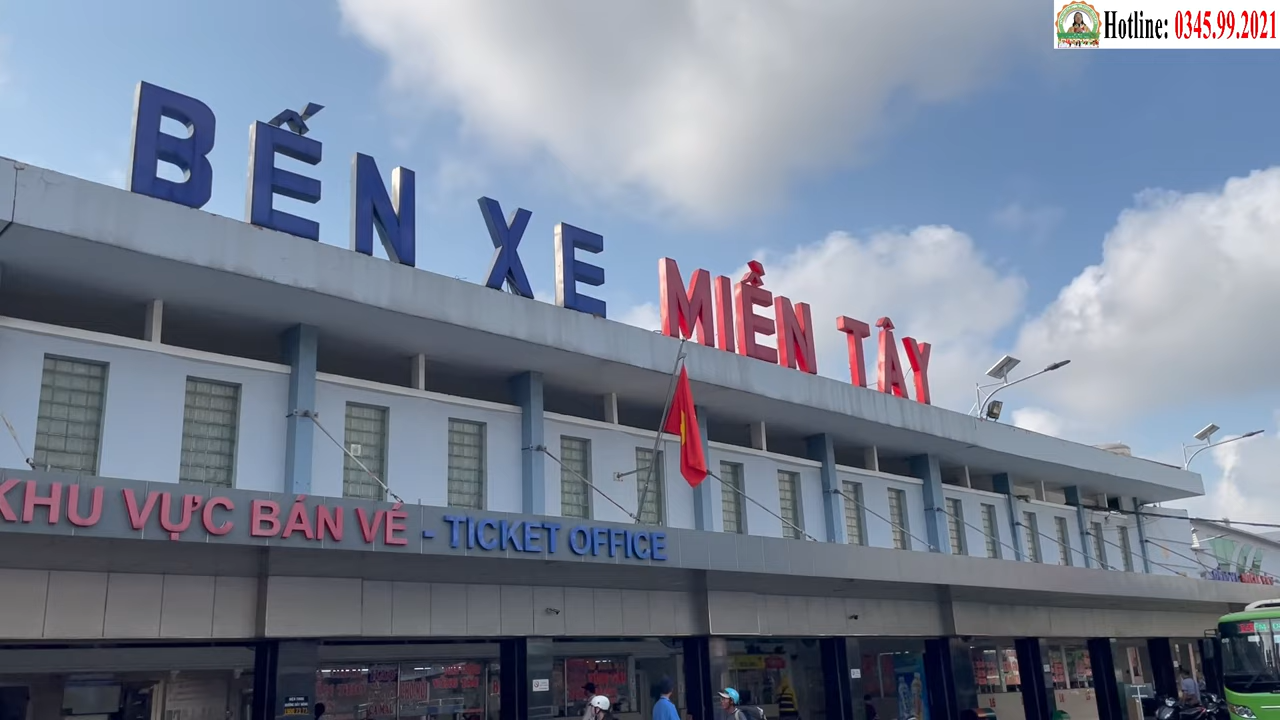 Hotline: 0345.99.2021
BẾN XE MIỀN TÂY
KHU VỰC BÁN VÉ - TICKET OFFICE